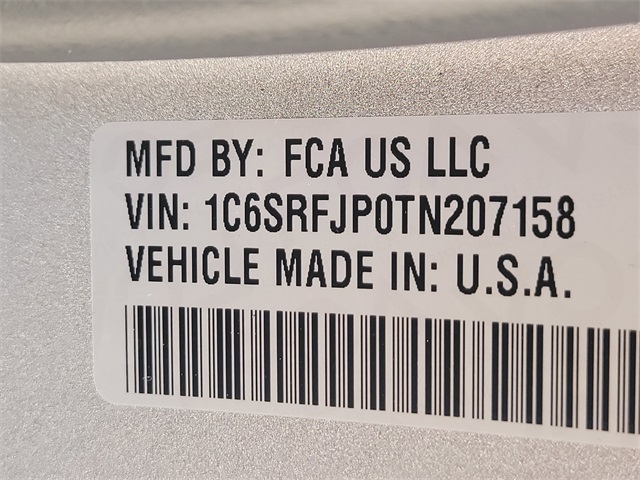 MFD BY: FCA US LLC
VIN: 1C6SRFJP0TN207158
VEHICLE MADE IN: U.S.A.